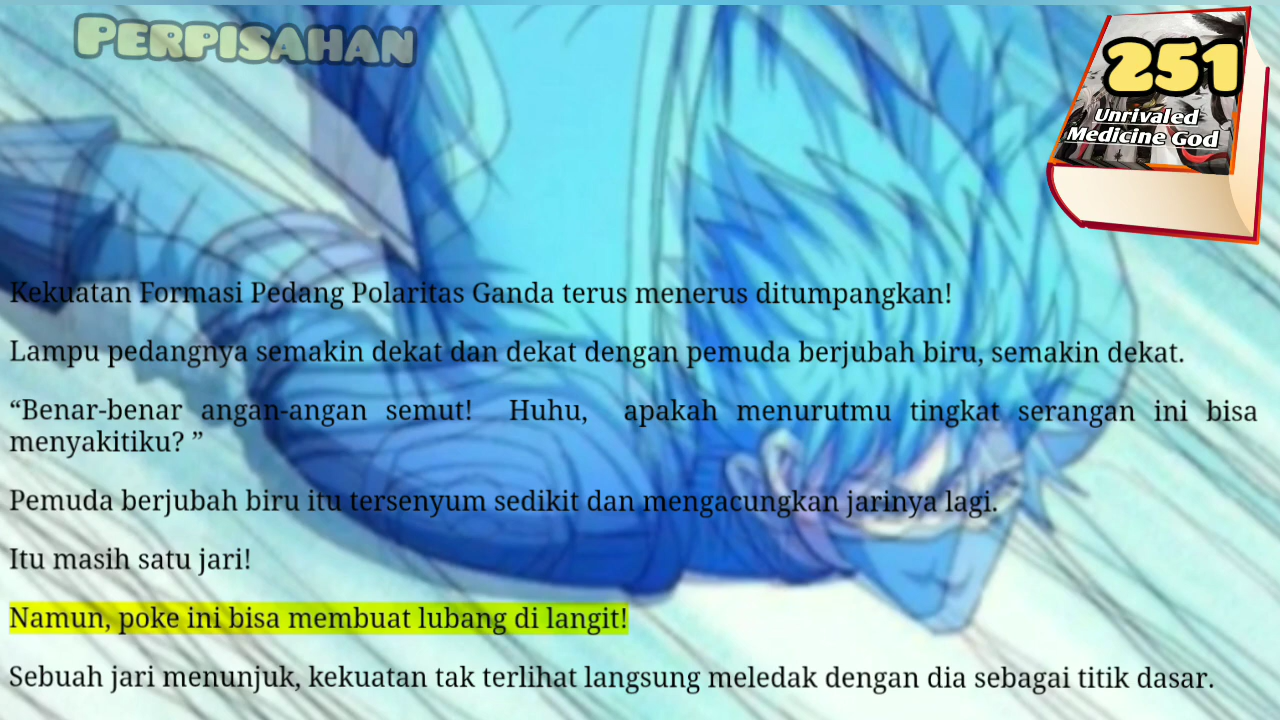 PERPISAHAN
251
Unrivaled
Medicine God
Kekuatan Formasi Pedang Polaritas Ganda terus menerus ditumpangkan!
Lampu pedangnya semakin dekat dan dekat dengan pemuda berjubah biru, semakin dekat.
“Benar-benar angan-angan semut! Huhu, apakah menurutmu tingkat serangan ini bisa
menyakitiku? ”
Pemuda berjubah biru itu tersenyum sedikit dan mengacungkan jarinya lagi.
Itu masih satu jari!
Namun, poke ini bisa membuat lubang di langit!
Sebuah jari menunjuk, kekuatan tak terlihat langsung meledak dengan dia sebagai titik dasar.